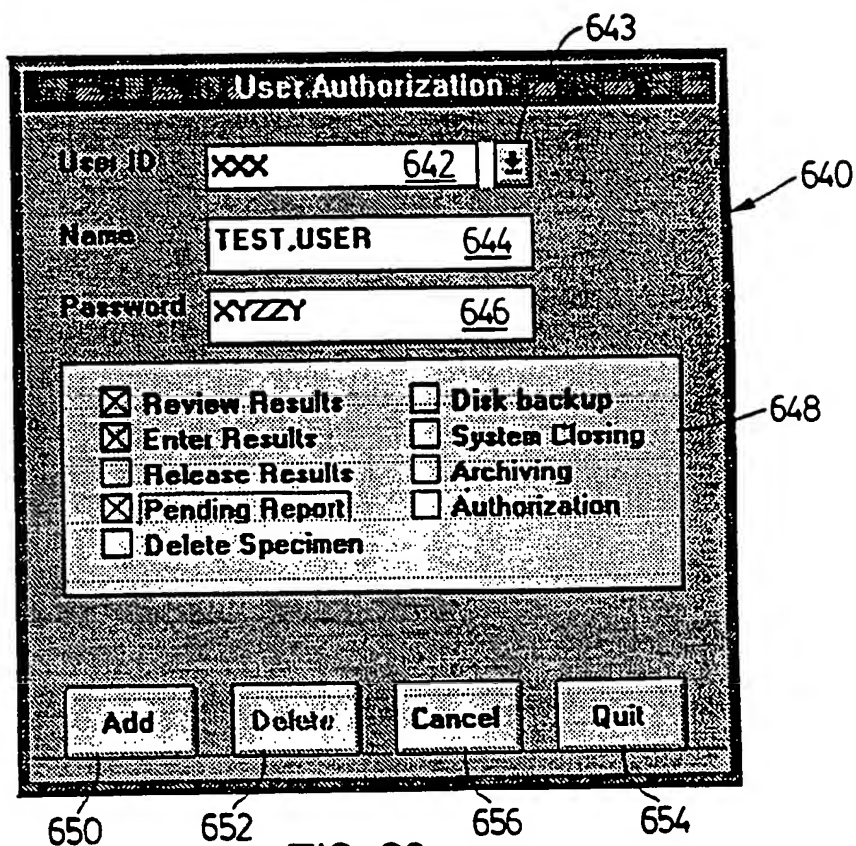 643
User Authorization
User ID XXX 642
640
Name TEST,USER 644
Password XYZZY 646
Review Results Disk backup
648
Enter Results System Closing
Release Results Archiving
Pending Report Authorization
Delete Specimen
Add Delete Cancel Quit
650 652 656 654